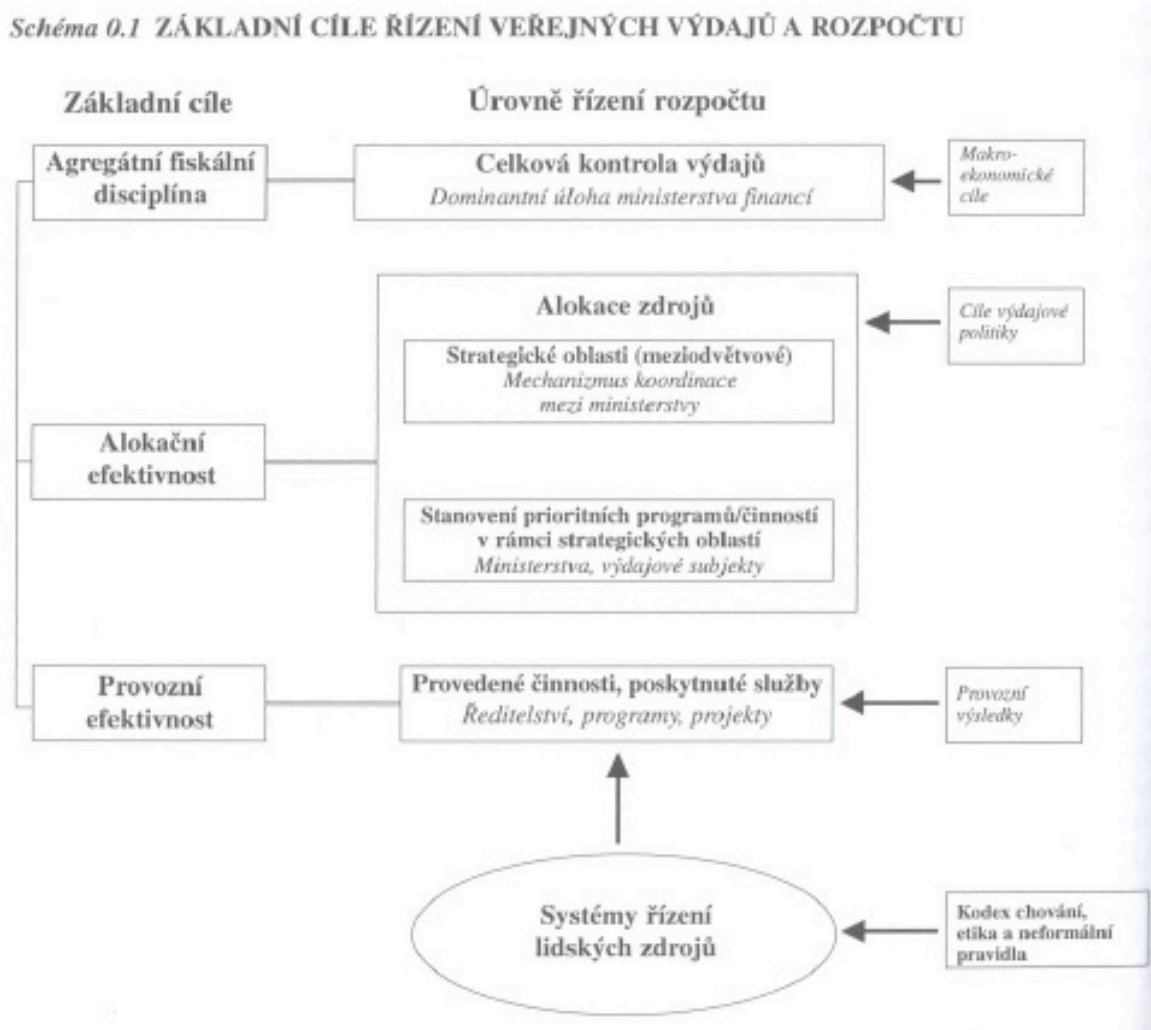 Schéma 0.1 ZÁKLADNÍ CÍLE ŘÍZENÍ VEŘEJNÝCH VÝDAJŮ A ROZPOČTU
Základní cíle
Úrovně řízení rozpočtu
Agregátní fiskální
disciplína
Celková kontrola výdajů
Dominantní úloha ministerstva financí
Makro-
ekonomické
cíle
Alokace zdrojů
Cíle výdajové
politiky
Strategické oblasti (meziodvětvové)
Mechanizmus koordinace
mezi ministerstvy
Alokační
efektivnost
Stanovení prioritních programů/činností
v rámci strategických oblastí
Ministerstva, výdajové subjekty
Provozní
efektivnost
Provedené činnosti, poskytnuté služby
Ředitelství, programy, projekty
Provozní
výsledky
Systémy řízení
lidských zdrojů
Kodex chování,
etika a neformální
pravidla